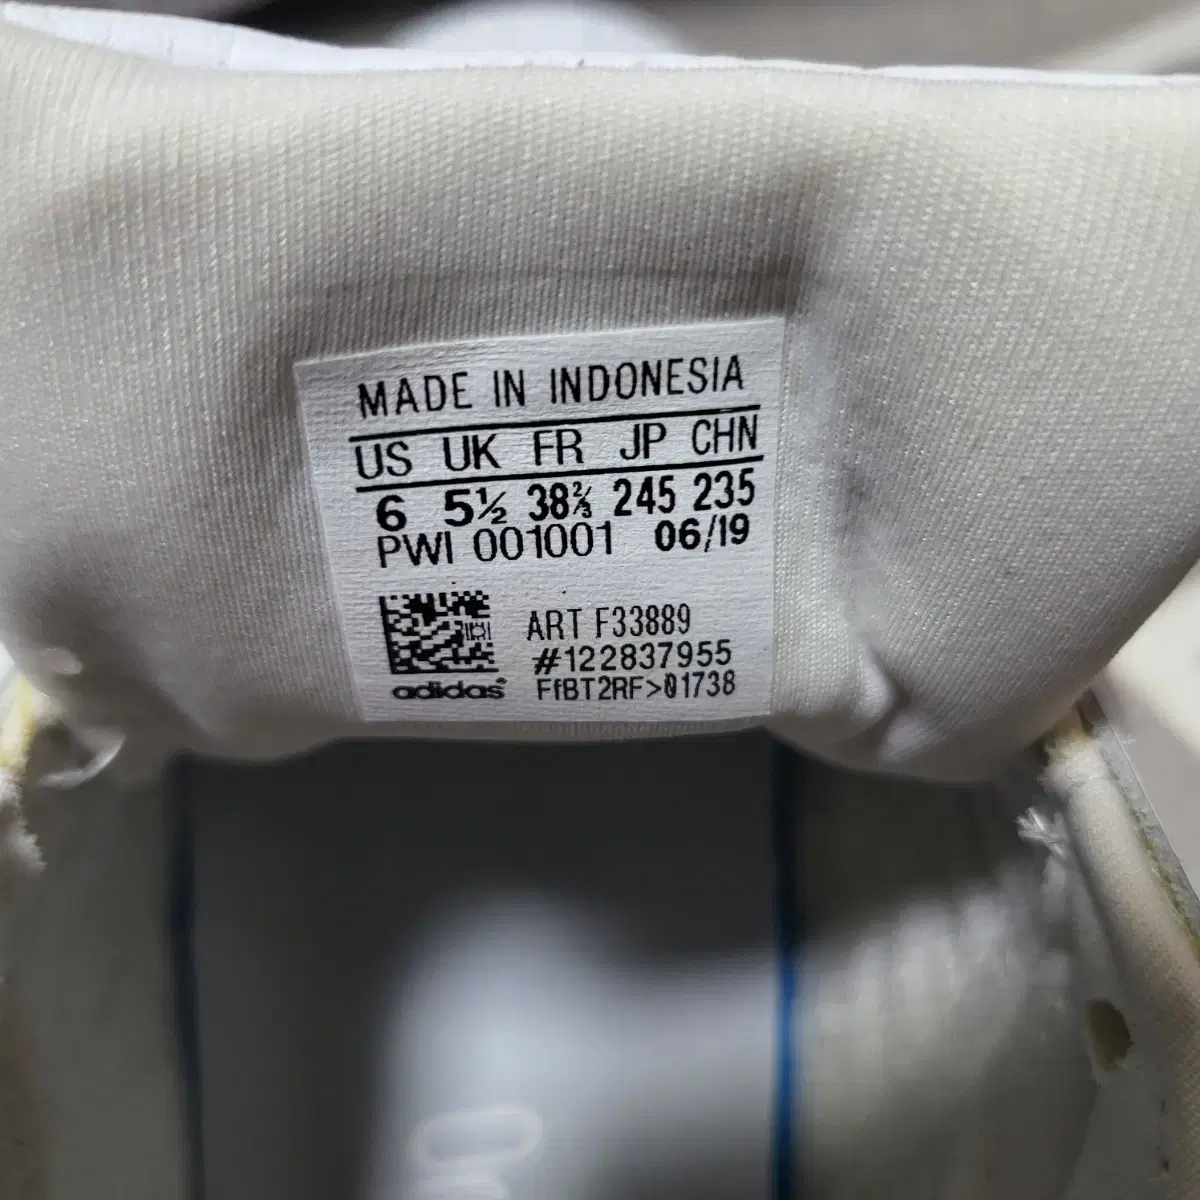 MADE IN INDONESIA
US UK FR JP CHN
6 5½ 38⅔ 245 235
PWI 001001 06/19
ART F33889
#122837955
adidas® FfBT2RF>01738